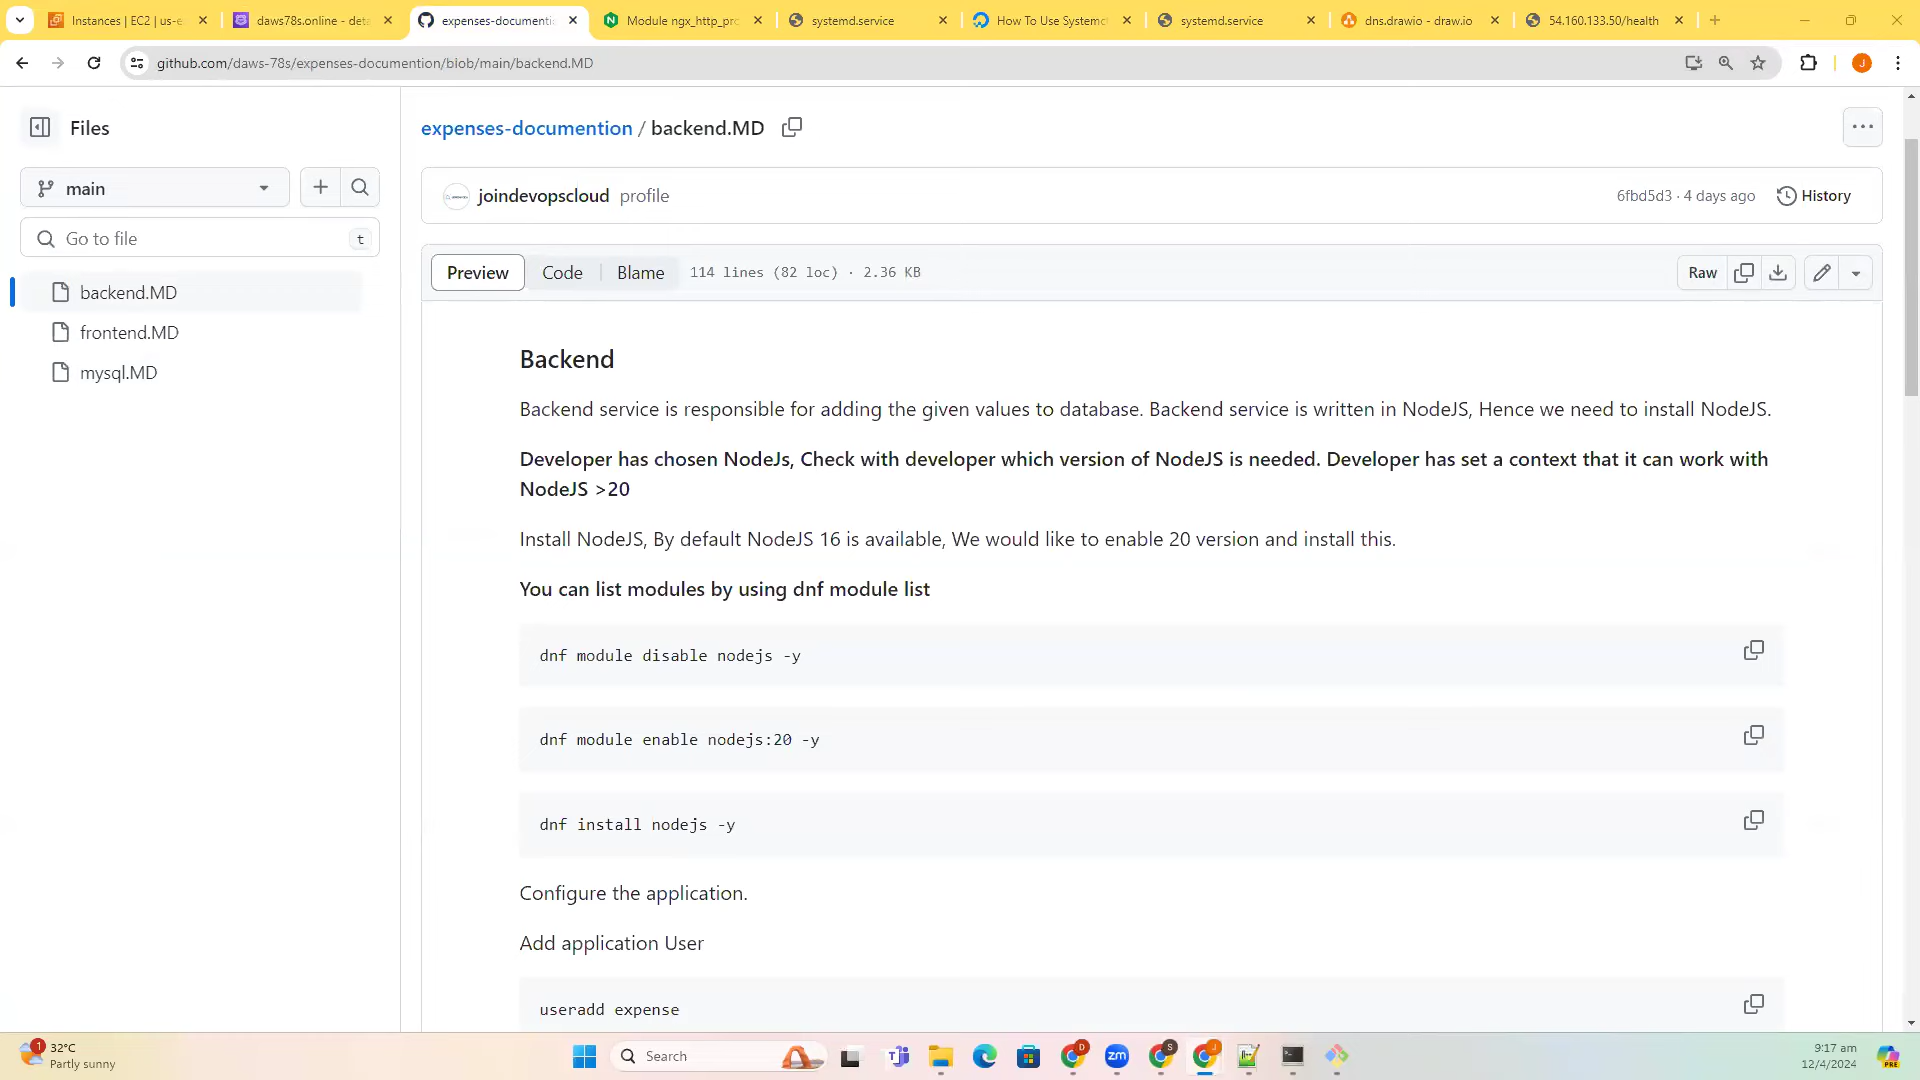 Instances | EC2 | us-e
daws78s.online - deta
expenses-documentio
Module ngx_http_pro
systemd.service
How To Use Systemct
systemd.service
dns.drawio - draw.io
54.160.133.50/health
github.com/daws-78s/expenses-documention/blob/main/backend.MD
J
Files
main
Go to file
t
backend.MD
frontend.MD
mysql.MD
expenses-documention / backend.MD
joindevopscloud profile
6fbd5d3 · 4 days ago
History
Preview Code Blame 114 lines (82 loc) · 2.36 KB
Raw
Backend
Backend service is responsible for adding the given values to database. Backend service is written in NodeJS, Hence we need to install NodeJS.
Developer has chosen NodeJs, Check with developer which version of NodeJS is needed. Developer has set a context that it can work with
NodeJS >20
Install NodeJS, By default NodeJS 16 is available, We would like to enable 20 version and install this.
You can list modules by using dnf module list
dnf module disable nodejs -y
dnf module enable nodejs:20 -y
dnf install nodejs -y
Configure the application.
Add application User
useradd expense
1
32°C
Partly sunny
Search
D
zm
S
J
9:17 am
12/4/2024
PRE